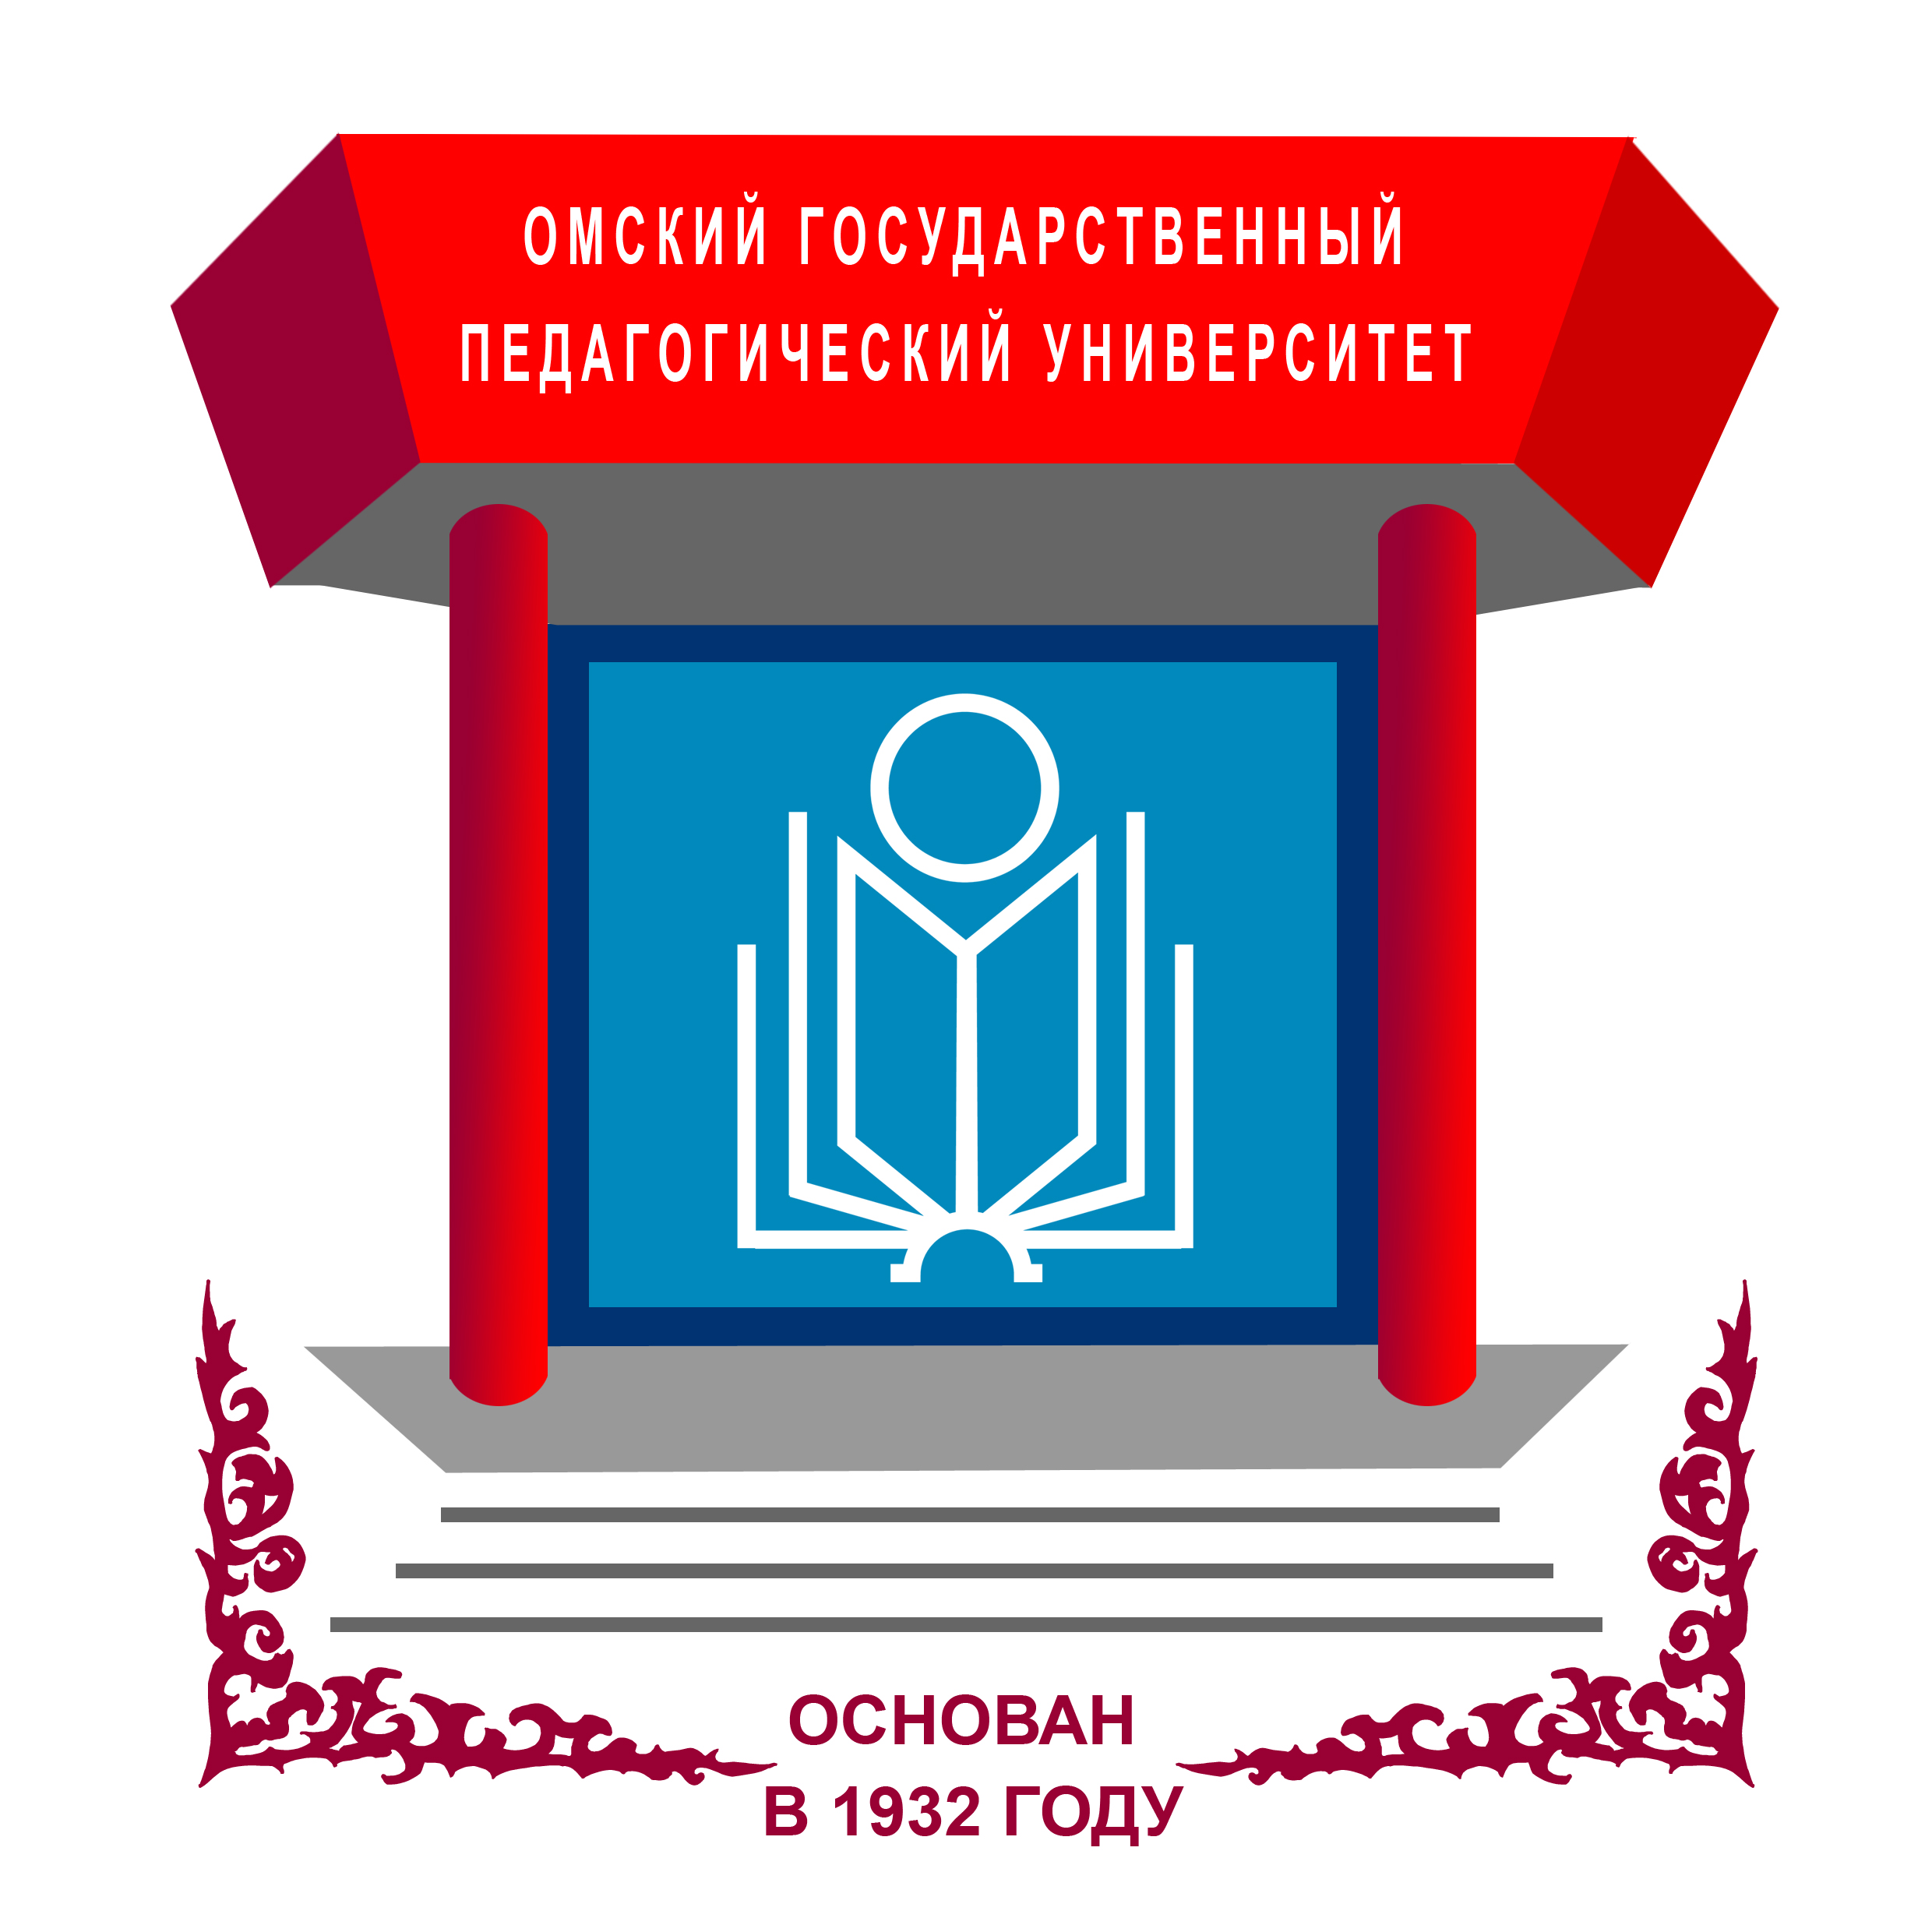 ОМСКИЙ ГОСУДАРСТВЕННЫЙ
ПЕДАГОГИЧЕСКИЙ УНИВЕРСИТЕТ
ОСНОВАН
В 1932 ГОДУ